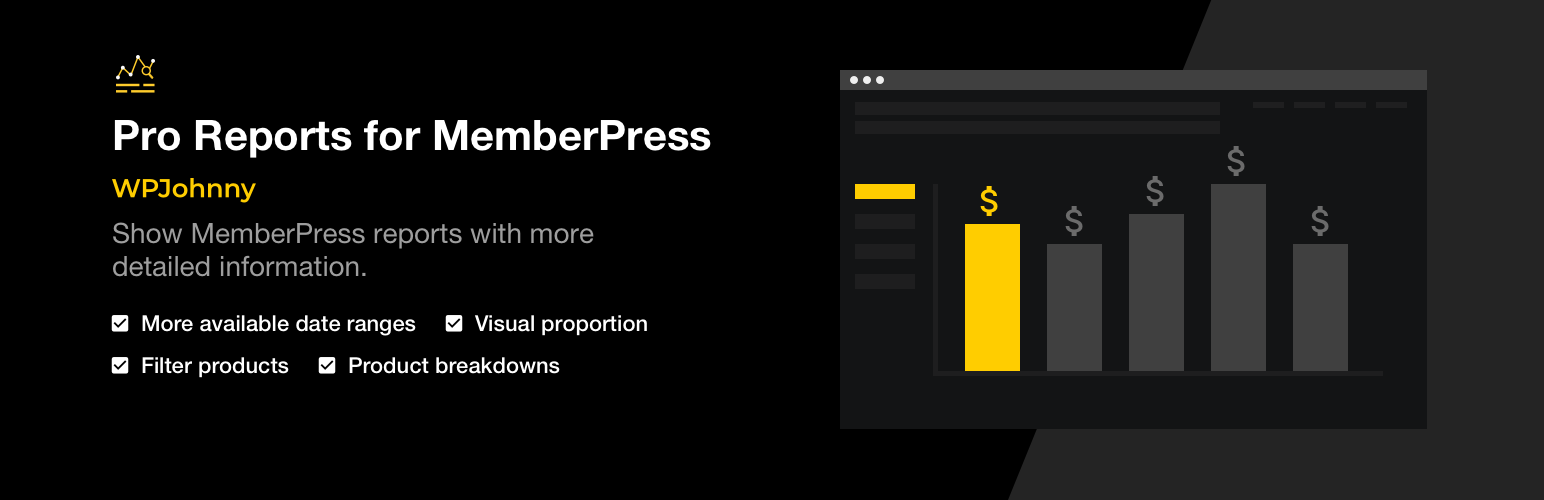 Pro Reports for MemberPress
WPJohnny
Show MemberPress reports with more
detailed information.
More available date ranges
Visual proportion
Filter products
Product breakdowns
$
$
$
$
$